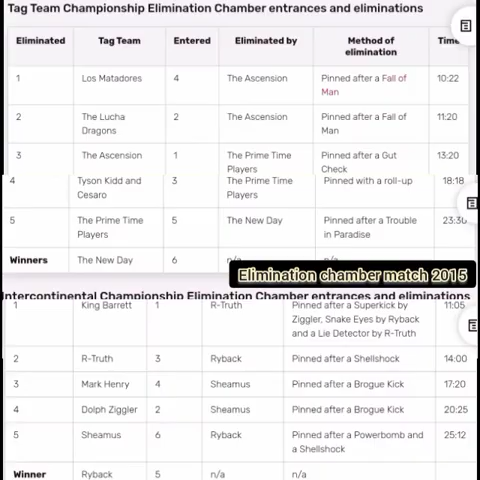 Tag Team Championship Elimination Chamber entrances and eliminations
Eliminated Tag Team Entered Eliminated by Method of elimination Time
1 Los Matadores 4 The Ascension Pinned after a Fall of Man 10:22
2 The Lucha Dragons 2 The Ascension Pinned after a Fall of Man 11:20
3 The Ascension 1 The Prime Time Players Pinned after a Gut Check 13:20
4 Tyson Kidd and Cesaro 3 The Prime Time Players Pinned with a roll-up 18:18
5 The Prime Time Players 5 The New Day Pinned after a Trouble in Paradise 23:30
Winners The New Day 6 n/a n/a
Elimination chamber match 2015
Intercontinental Championship Elimination Chamber entrances and eliminations
1 King Barrett 1 R-Truth Pinned after a Superkick by Ziggler, Snake Eyes by Ryback and a Lie Detector by R-Truth 11:05
2 R-Truth 3 Ryback Pinned after a Shellshock 14:00
3 Mark Henry 4 Sheamus Pinned after a Brogue Kick 17:20
4 Dolph Ziggler 2 Sheamus Pinned after a Brogue Kick 20:25
5 Sheamus 6 Ryback Pinned after a Powerbomb and a Shellshock 25:12
Winner Ryback 5 n/a n/a